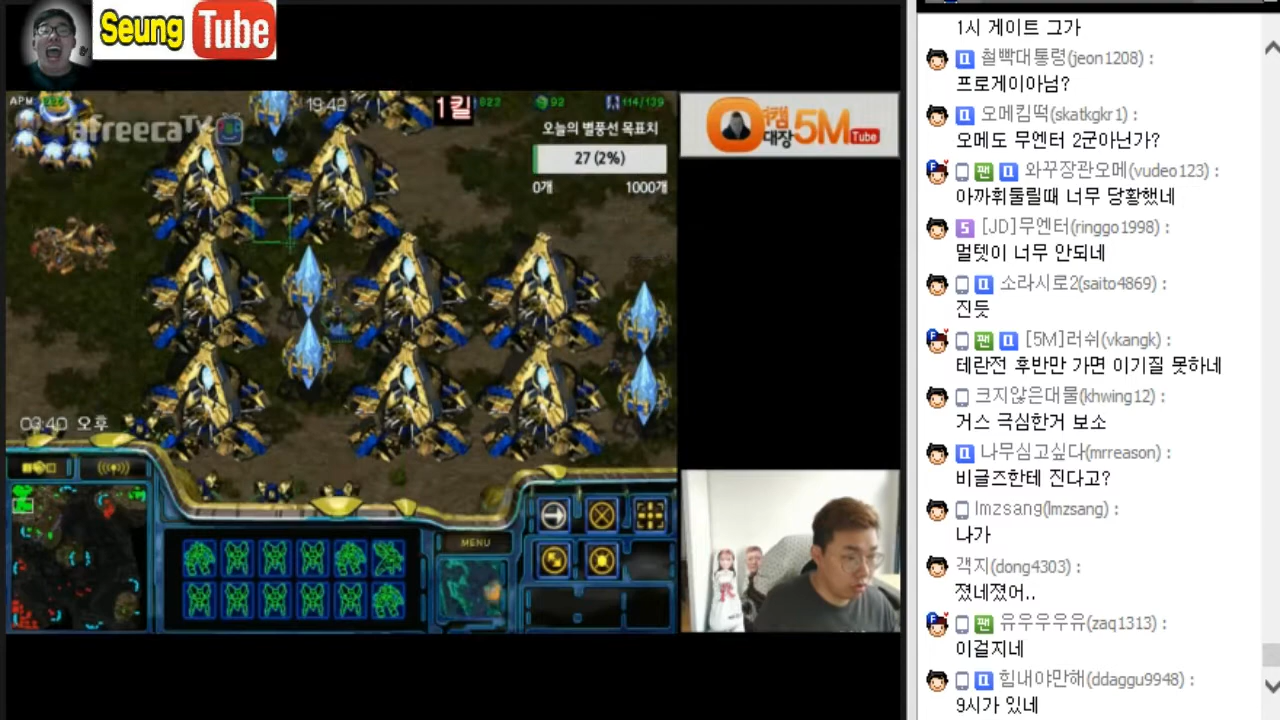 Seung Tube
APM
afreecaTV
19:42
1킬
822
92
114/139
오늘의 별풍선 목표치
27 (2%)
0개
1000개
03:40 오후
MENU
대장
5M
Tube
1시 게이트 그가
철빡대통령(jeon1208) :
프로게이아넘?
오메킴떡(skatkgkr1) :
오메도 무엔터 2군아닌가?
팬 와꾸장관오메(vudeo123) :
아까휘둘릴때 너무 당황했네
S [JD]무엔터(ringgo1998) :
멀텟이 너무 안되네
소라시로2(saito4869) :
진듯
팬 [5M]러쉬(vkangk) :
테란전 후반만 가면 이기질 못하네
크지않은대물(khwing12) :
거스 극심한거 보소
나무심고싶다(mrreason) :
비글즈한테 진다고?
lmzsang(lmzsang) :
나가
객지(dong4303) :
졌네졌어..
팬 유우우우유(zaq1313) :
이걸지네
힘내야만해(ddaggu9948) :
9시가 있네